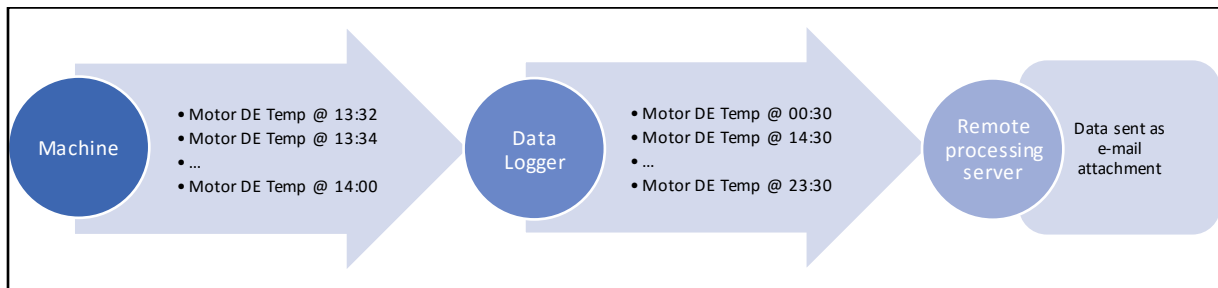 Machine
• Motor DE Temp @ 13:32
• Motor DE Temp @ 13:34
• ...
• Motor DE Temp @ 14:00
Data
Logger
• Motor DE Temp @ 00:30
• Motor DE Temp @ 14:30
• ...
• Motor DE Temp @ 23:30
Remote
processing
server
Data sent as
e-mail
attachment